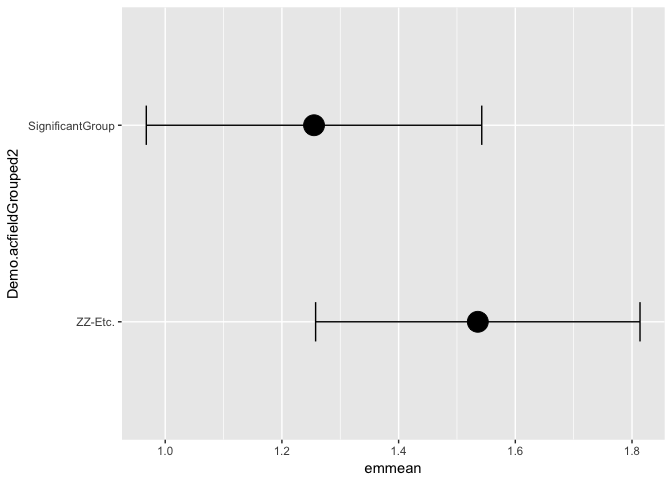 SignificantGroup
ZZ-Etc.
Demo.acfieldGrouped2
1.0 1.2 1.4 1.6 1.8
emmean